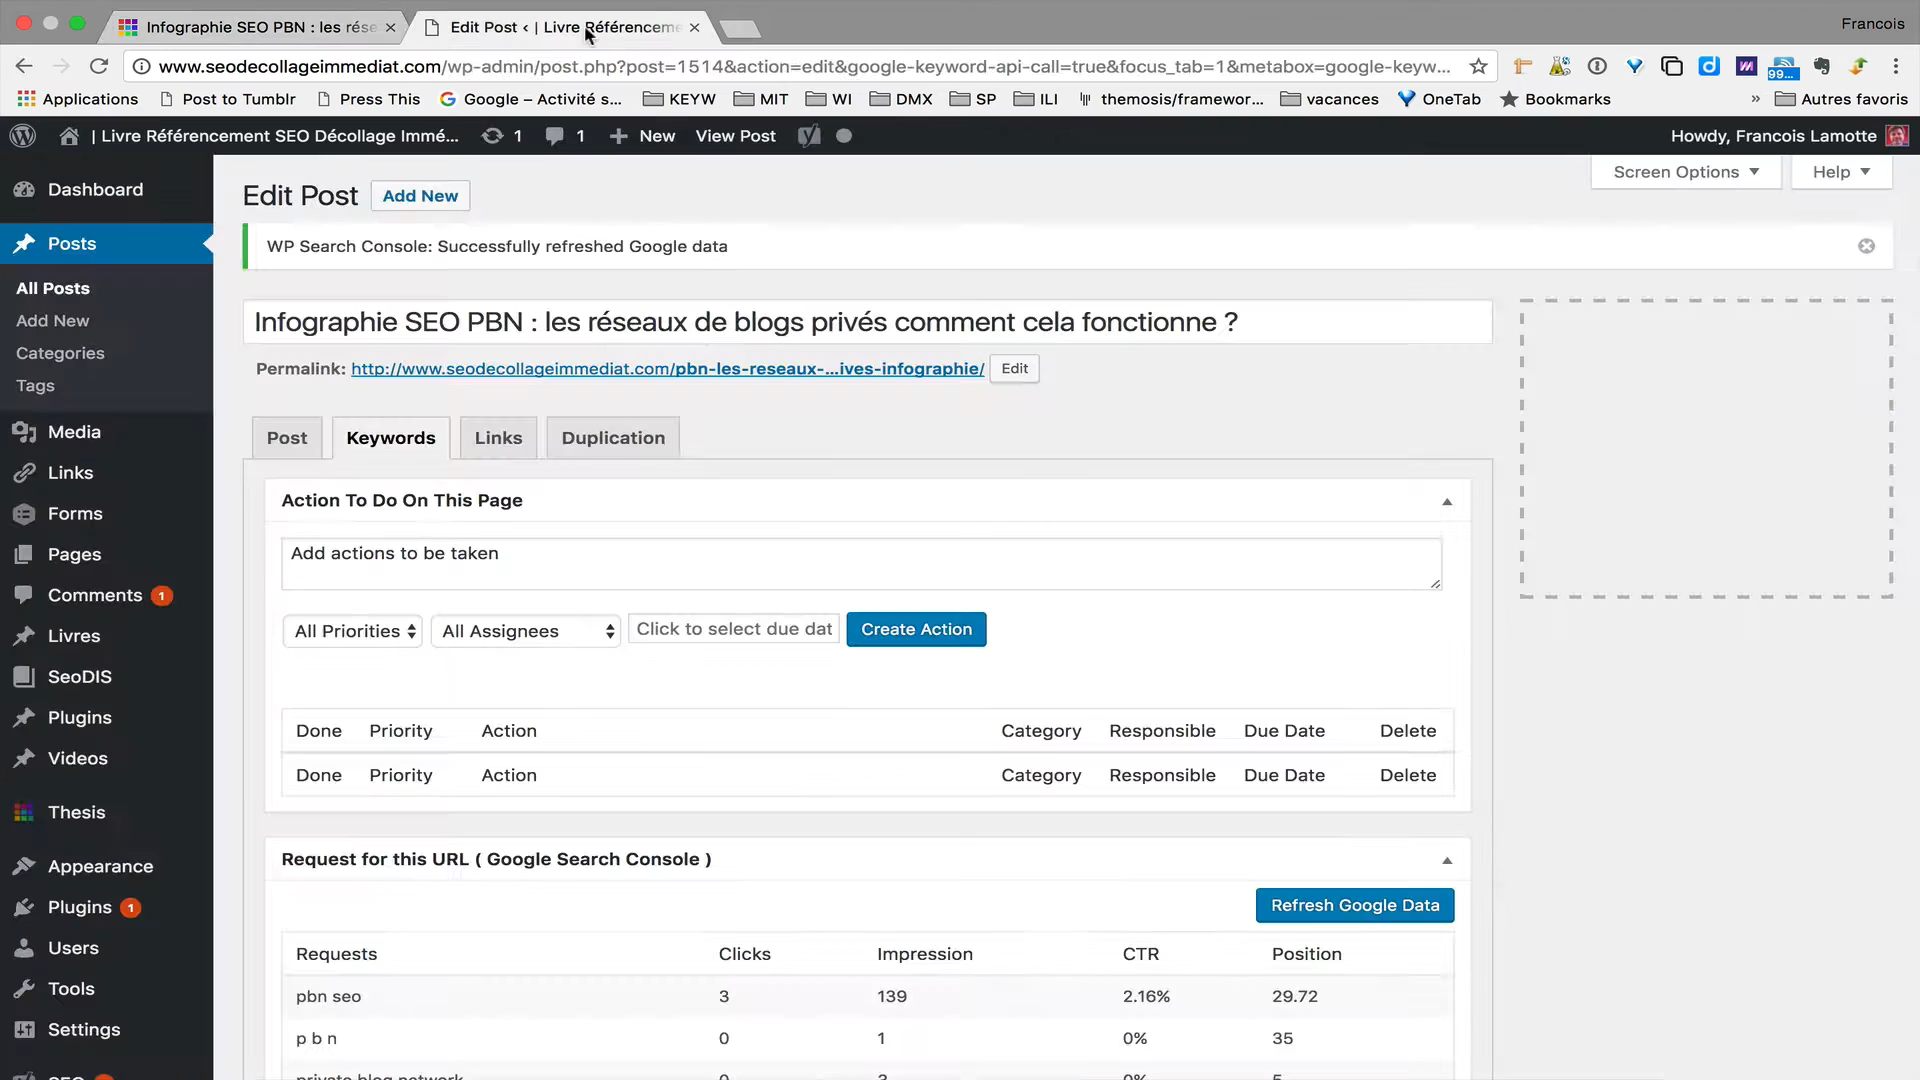 Infographie SEO PBN : les rése
Edit Post ‹ | Livre Référenceme
Francois
www.seodecollageimmediat.com/wp-admin/post.php?post=1514&action=edit&google-keyword-api-call=true&focus_tab=1&metabox=google-keyw...
99...
Applications Post to Tumblr Press This Google – Activité s... KEYW MIT WI DMX SP ILI themosis/framewor... vacances OneTab Bookmarks » Autres favoris
| Livre Référencement SEO Décollage Immé... 1 1 New View Post Howdy, Francois Lamotte
Dashboard
Posts
All Posts
Add New
Categories
Tags
Media
Links
Forms
Pages
Comments 1
Livres
SeoDIS
Plugins
Videos
Thesis
Appearance
Plugins 1
Users
Tools
Settings
SEO
Screen Options Help
Edit Post Add New
WP Search Console: Successfully refreshed Google data
Infographie SEO PBN : les réseaux de blogs privés comment cela fonctionne ?
Permalink: http://www.seodecollageimmediat.com/pbn-les-reseaux-...ives-infographie/ Edit
Post Keywords Links Duplication
Action To Do On This Page
Add actions to be taken
All Priorities All Assignees Click to select due dat Create Action
Done Priority Action Category Responsible Due Date Delete
Done Priority Action Category Responsible Due Date Delete
Request for this URL ( Google Search Console )
Refresh Google Data
Requests Clicks Impression CTR Position
pbn seo 3 139 2.16% 29.72
p b n 0 1 0% 35
private blog network 0 3 0% 5